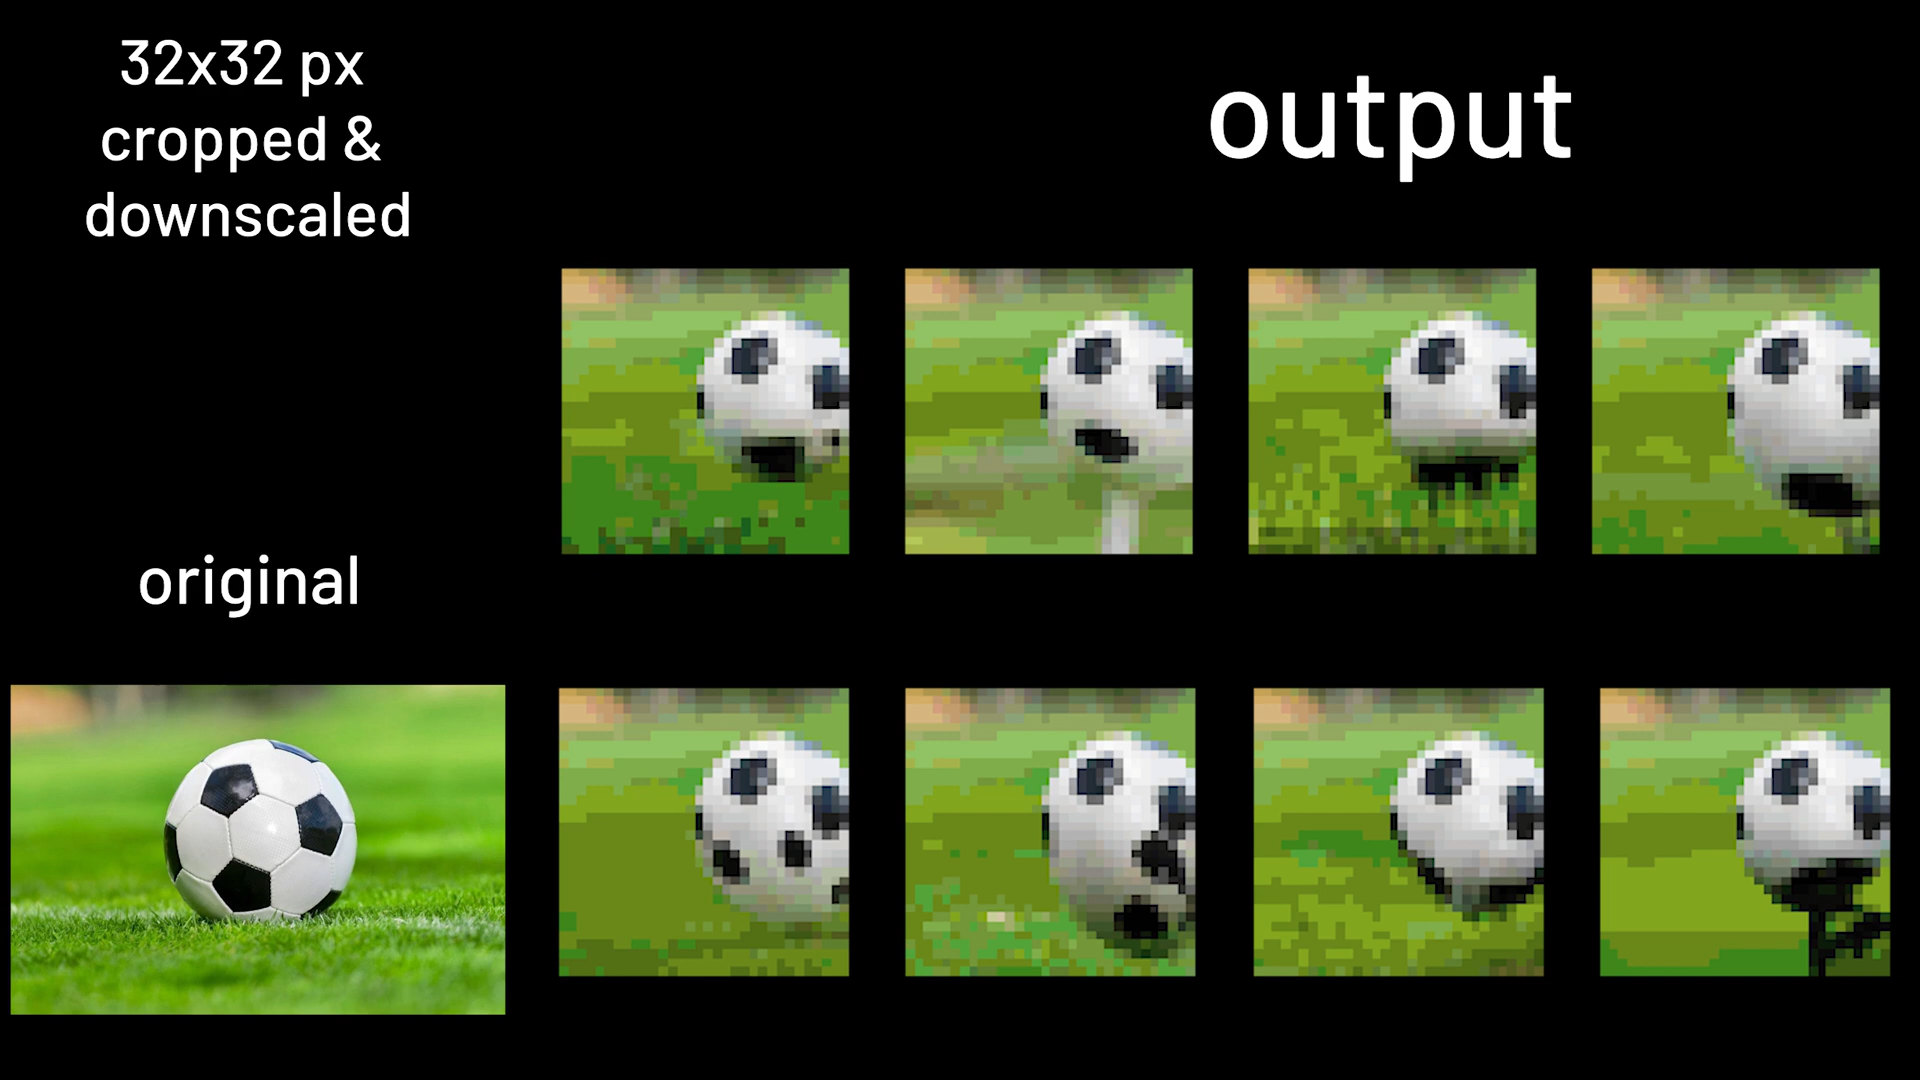 32x32 px
cropped &
downscaled
output
original